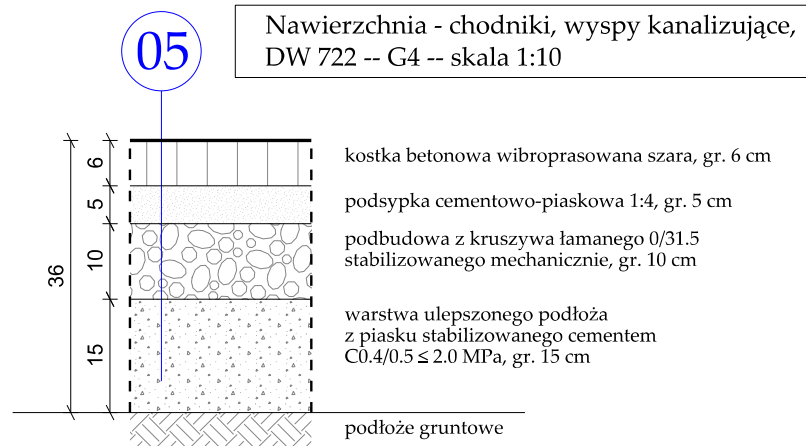 05
Nawierzchnia - chodniki, wyspy kanalizujące,
DW 722 -- G4 -- skala 1:10
6
kostka betonowa wibroprasowana szara, gr. 6 cm
5
podsypka cementowo-piaskowa 1:4, gr. 5 cm
36
10
podbudowa z kruszywa łamanego 0/31.5
stabilizowanego mechanicznie, gr. 10 cm
15
warstwa ulepszonego podłoża
z piasku stabilizowanego cementem
C0.4/0.5 ≤ 2.0 MPa, gr. 15 cm
podłoże gruntowe